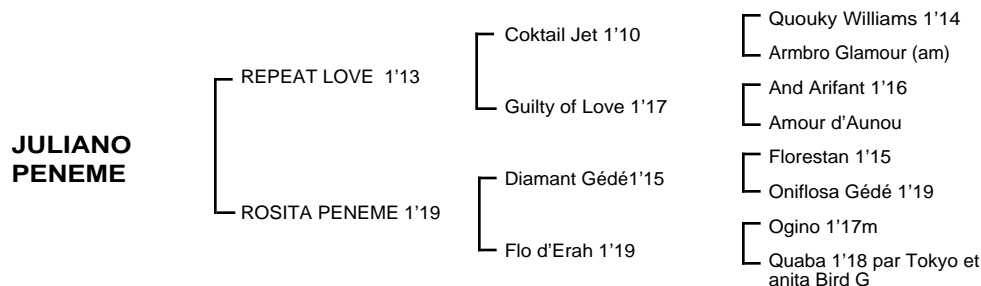 JULIANO
PENEME
REPEAT LOVE 1’13
ROSITA PENEME 1’19
Coktail Jet 1’10
Guilty of Love 1’17
Diamant Gédé1’15
Flo d’Erah 1’19
Quouky Williams 1’14
Armbro Glamour (am)
And Arifant 1’16
Amour d’Aunou
Florestan 1’15
Oniflosa Gédé 1’19
Ogino 1’17m
Quaba 1’18 par Tokyo et
anita Bird G